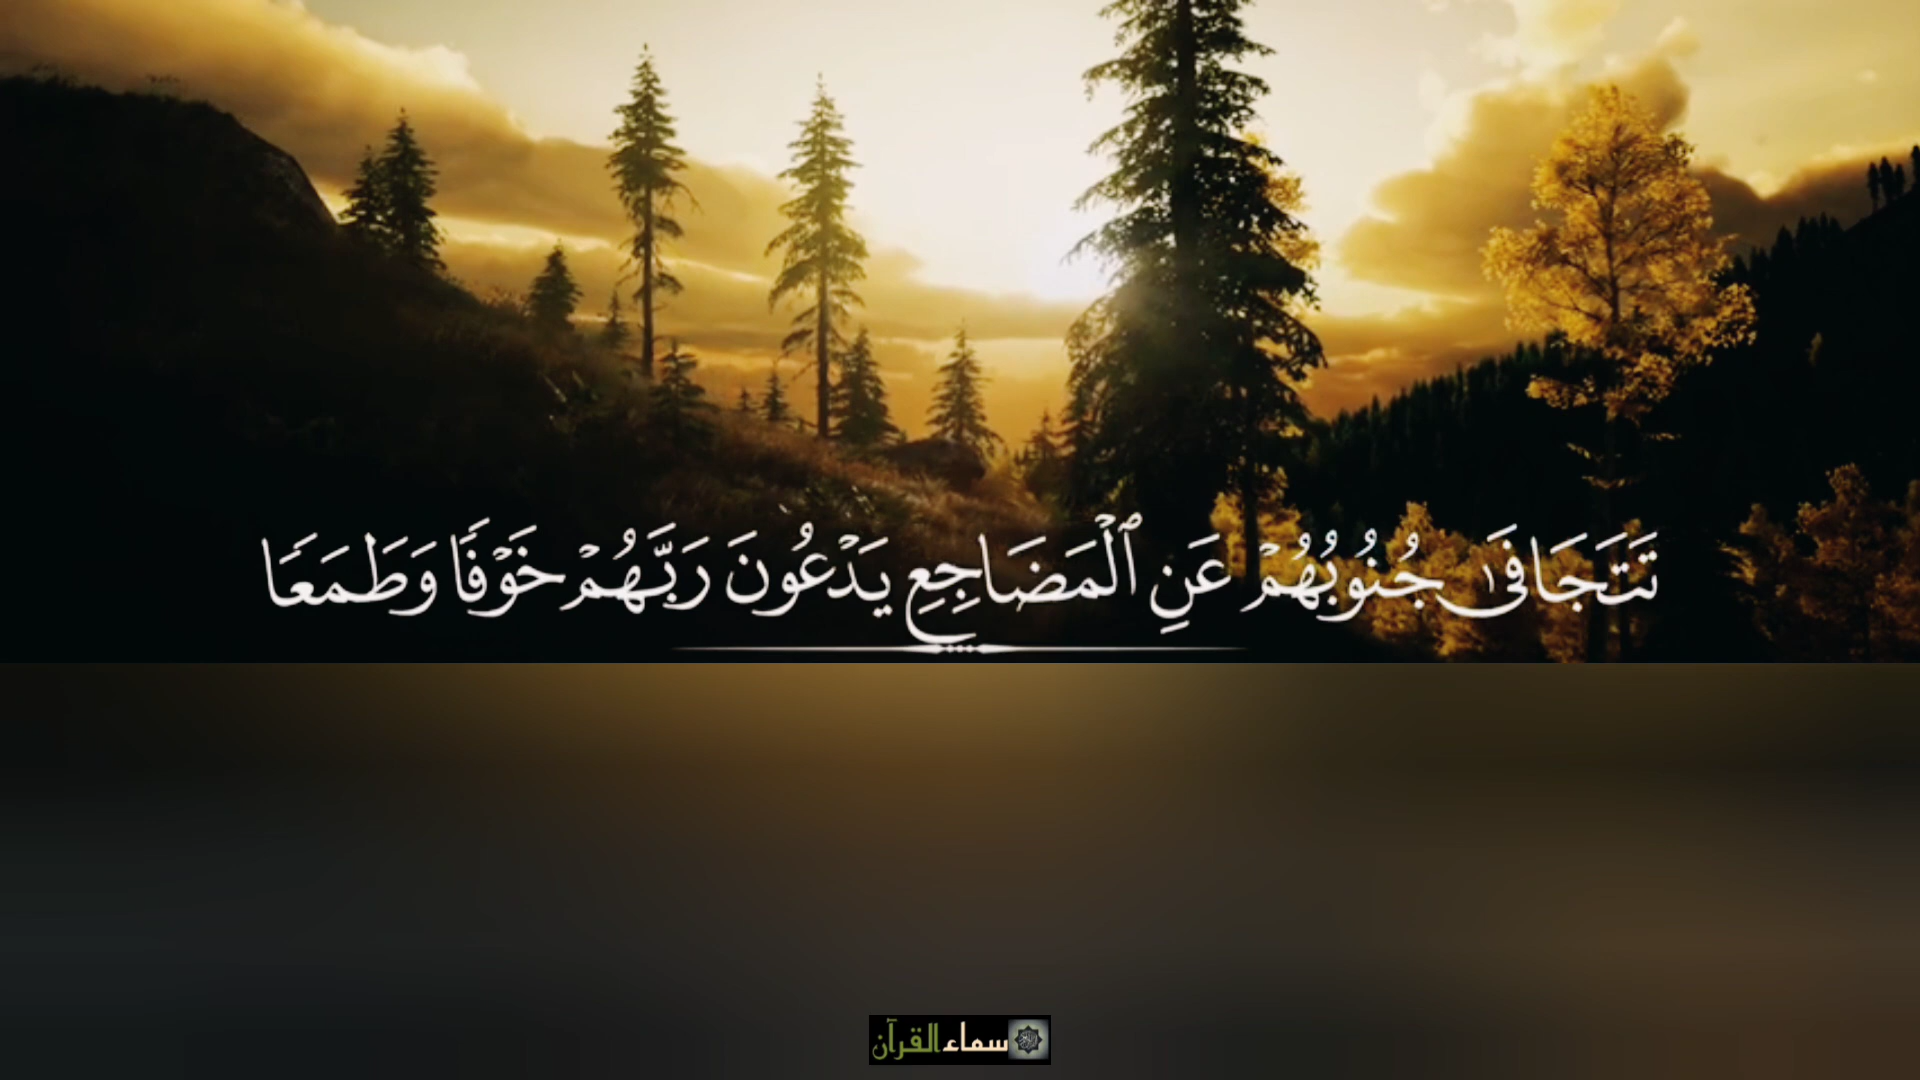 تَتَجَافَىٰ جُنُوبُهُمۡ عَنِ ٱلۡمَضَاجِعِ يَدۡعُونَ رَبَّهُمۡ خَوۡفࣰا وَطَمَعࣰا
سماء القرآن